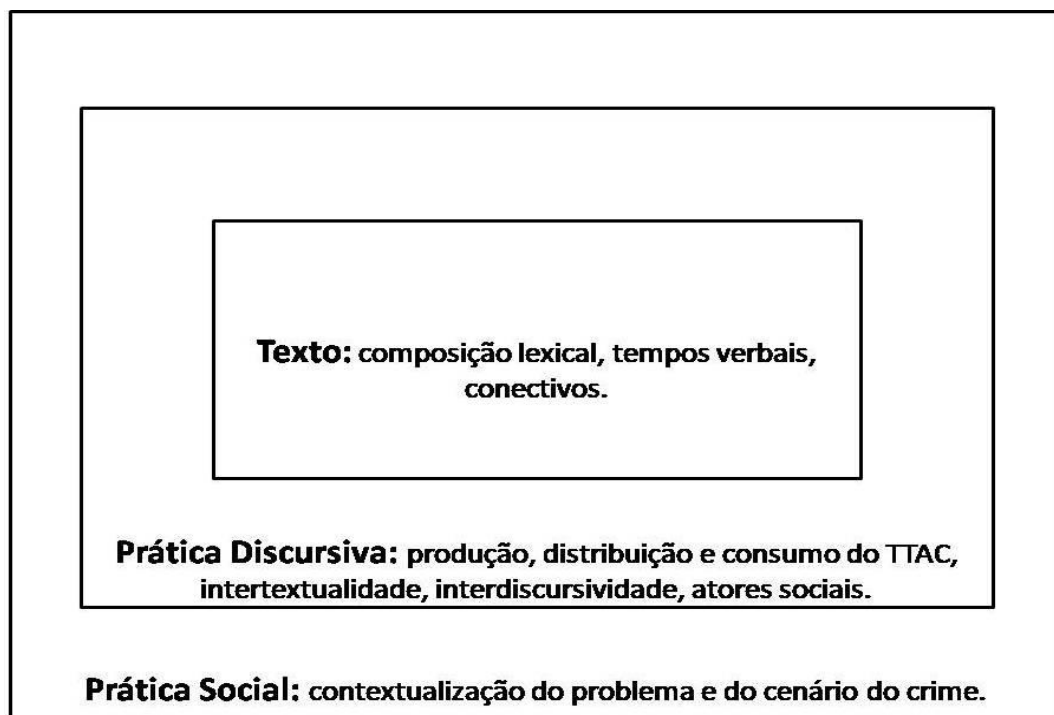 Texto: composição lexical, tempos verbais,
conectivos.
Prática Discursiva: produção, distribuição e consumo do TTAC,
intertextualidade, interdiscursividade, atores sociais.
Prática Social: contextualização do problema e do cenário do crime.